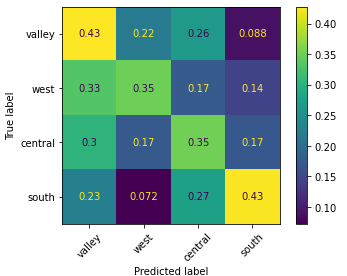 valley 0.43 0.22 0.26 0.088
west 0.33 0.35 0.17 0.14
central 0.3 0.17 0.35 0.17
south 0.23 0.072 0.27 0.43
valley west central south
Predicted label
True label
0.40
0.35
0.30
0.25
0.20
0.15
0.10